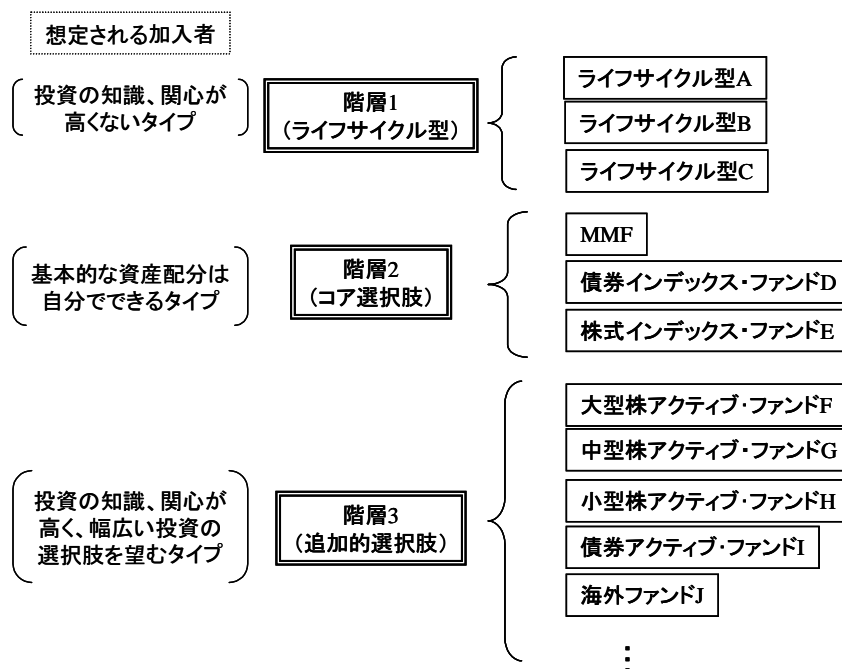 想定される加入者
投資の知識、関心が
高くないタイプ
階層1
(ライフサイクル型)
ライフサイクル型A
ライフサイクル型B
ライフサイクル型C
基本的な資産配分は
自分でできるタイプ
階層2
(コア選択肢)
MMF
債券インデックス・ファンドD
株式インデックス・ファンドE
投資の知識、関心が
高く、幅広い投資の
選択肢を望むタイプ
階層3
(追加的選択肢)
大型株アクティブ・ファンドF
中型株アクティブ・ファンドG
小型株アクティブ・ファンドH
債券アクティブ・ファンドI
海外ファンドJ
⋮